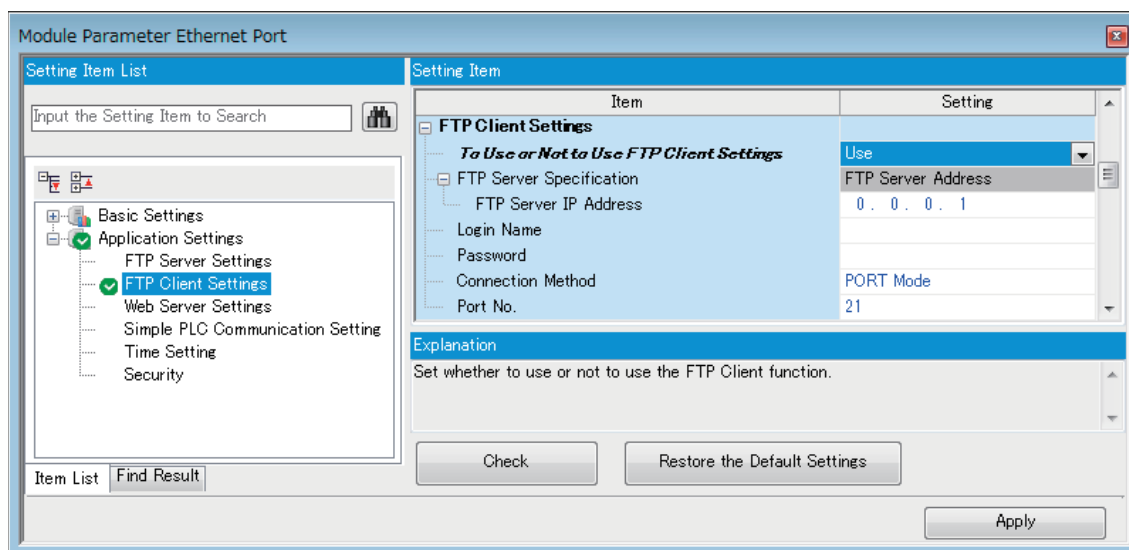 Module Parameter Ethernet Port
Setting Item List
Input the Setting Item to Search
Basic Settings
Application Settings
FTP Server Settings
FTP Client Settings
Web Server Settings
Simple PLC Communication Setting
Time Setting
Security
Item List Find Result
Setting Item
Item Setting
FTP Client Settings
To Use or Not to Use FTP Client Settings Use
FTP Server Specification FTP Server Address
FTP Server IP Address 0 . 0 . 0 . 1
Login Name
Password
Connection Method PORT Mode
Port No. 21
Explanation
Set whether to use or not to use the FTP Client function.
Check Restore the Default Settings
Apply